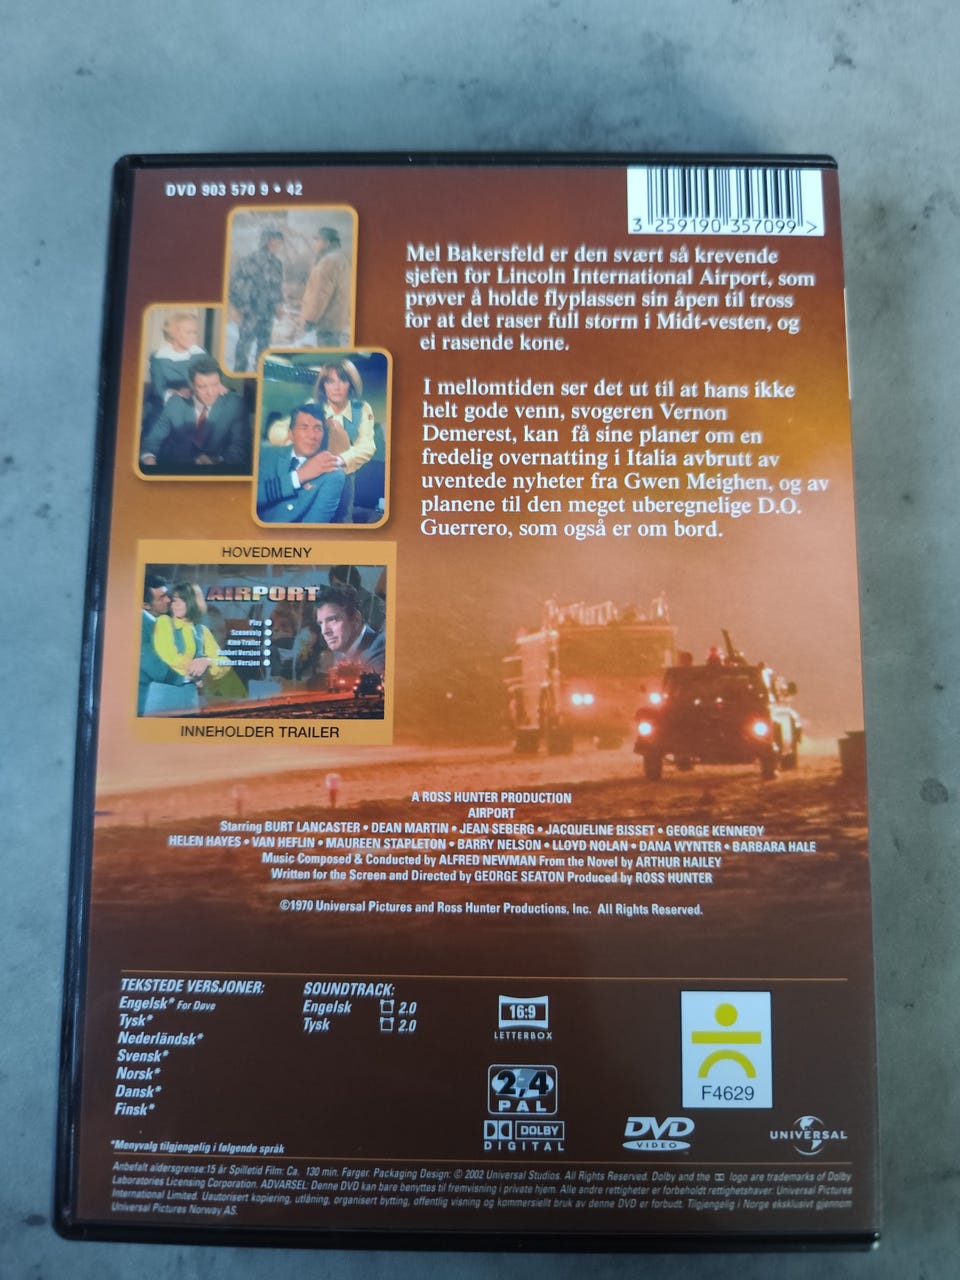 DVD 903 570 9 • 42
3 259190 357099 >
Mel Bakersfeld er den svært så krevende
sjefen for Lincoln International Airport, som
prøver å holde flyplassen sin åpen til tross
for at det raser full storm i Midt-vesten, og
ei rasende kone.
I mellomtiden ser det ut til at hans ikke
helt gode venn, svogeren Vernon
Demerest, kan få sine planer om en
fredelig overnatting i Italia avbrutt av
uventede nyheter fra Gwen Meighen, og av
planene til den meget uberegnelige D.O.
Guerrero, som også er om bord.
HOVEDMENY
AIRPORT
Play
Scenevalg
Kino Trailer
Dubbet Versjon
Tekstet Versjon
INNEHOLDER TRAILER
A ROSS HUNTER PRODUCTION
AIRPORT
Starring BURT LANCASTER • DEAN MARTIN • JEAN SEBERG • JACQUELINE BISSET • GEORGE KENNEDY
HELEN HAYES • VAN HEFLIN • MAUREEN STAPLETON • BARRY NELSON • LLOYD NOLAN • DANA WYNTER • BARBARA HALE
Music Composed & Conducted by ALFRED NEWMAN From the Novel by ARTHUR HAILEY
Written for the Screen and Directed by GEORGE SEATON Produced by ROSS HUNTER
©1970 Universal Pictures and Ross Hunter Productions, Inc. All Rights Reserved.
TEKSTEDE VERSJONER:
Engelsk* For Døve
Tysk*
Nederländsk*
Svensk*
Norsk*
Dansk*
Finsk*
*Menyvalg tilgjengelig i følgende språk
SOUNDTRACK:
Engelsk 2.0
Tysk 2.0
16:9
LETTERBOX
2,4
PAL
DOLBY
DIGITAL
DVD
VIDEO
F4629
UNIVERSAL
Anbefalt aldersgrense:15 år Spilletid Film: Ca. 130 min. Farger. Packaging Design: © 2002 Universal Studios. All Rights Reserved. Dolby and the logo are trademarks of Dolby
Laboratories Licensing Corporation. ADVARSEL: Denne DVD kan bare benyttes til fremvisning i private hjem. Alle andre rettigheter er forbeholdt rettighetshaver: Universal Pictures
International Limited. Uautorisert kopiering, utlåning, organisert bytting, offentlig visning og kommersiellt bruk av denne DVD er forbudt. Tilgjengelig i Norge eksklusivt gjennom
Universal Pictures Norway AS.